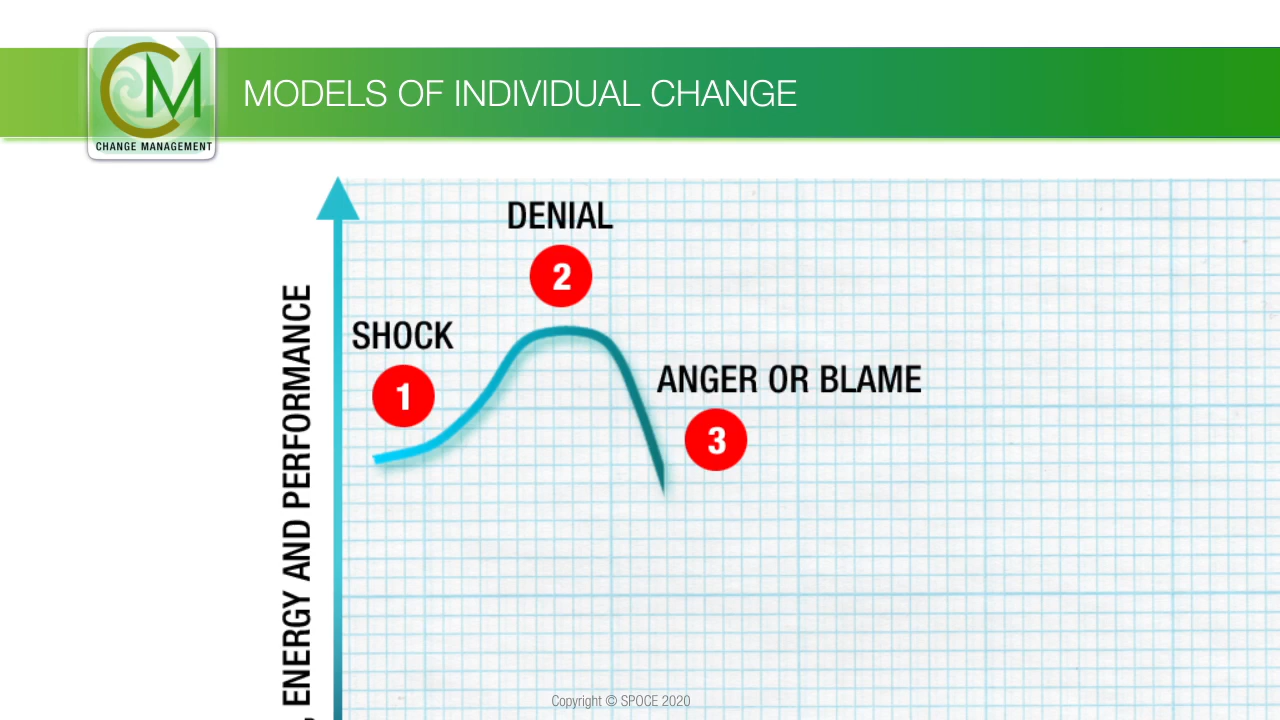 CM
CHANGE MANAGEMENT
MODELS OF INDIVIDUAL CHANGE
DENIAL
2
SHOCK
1
ANGER OR BLAME
3
ENERGY AND PERFORMANCE
Copyright © SPOCE 2020